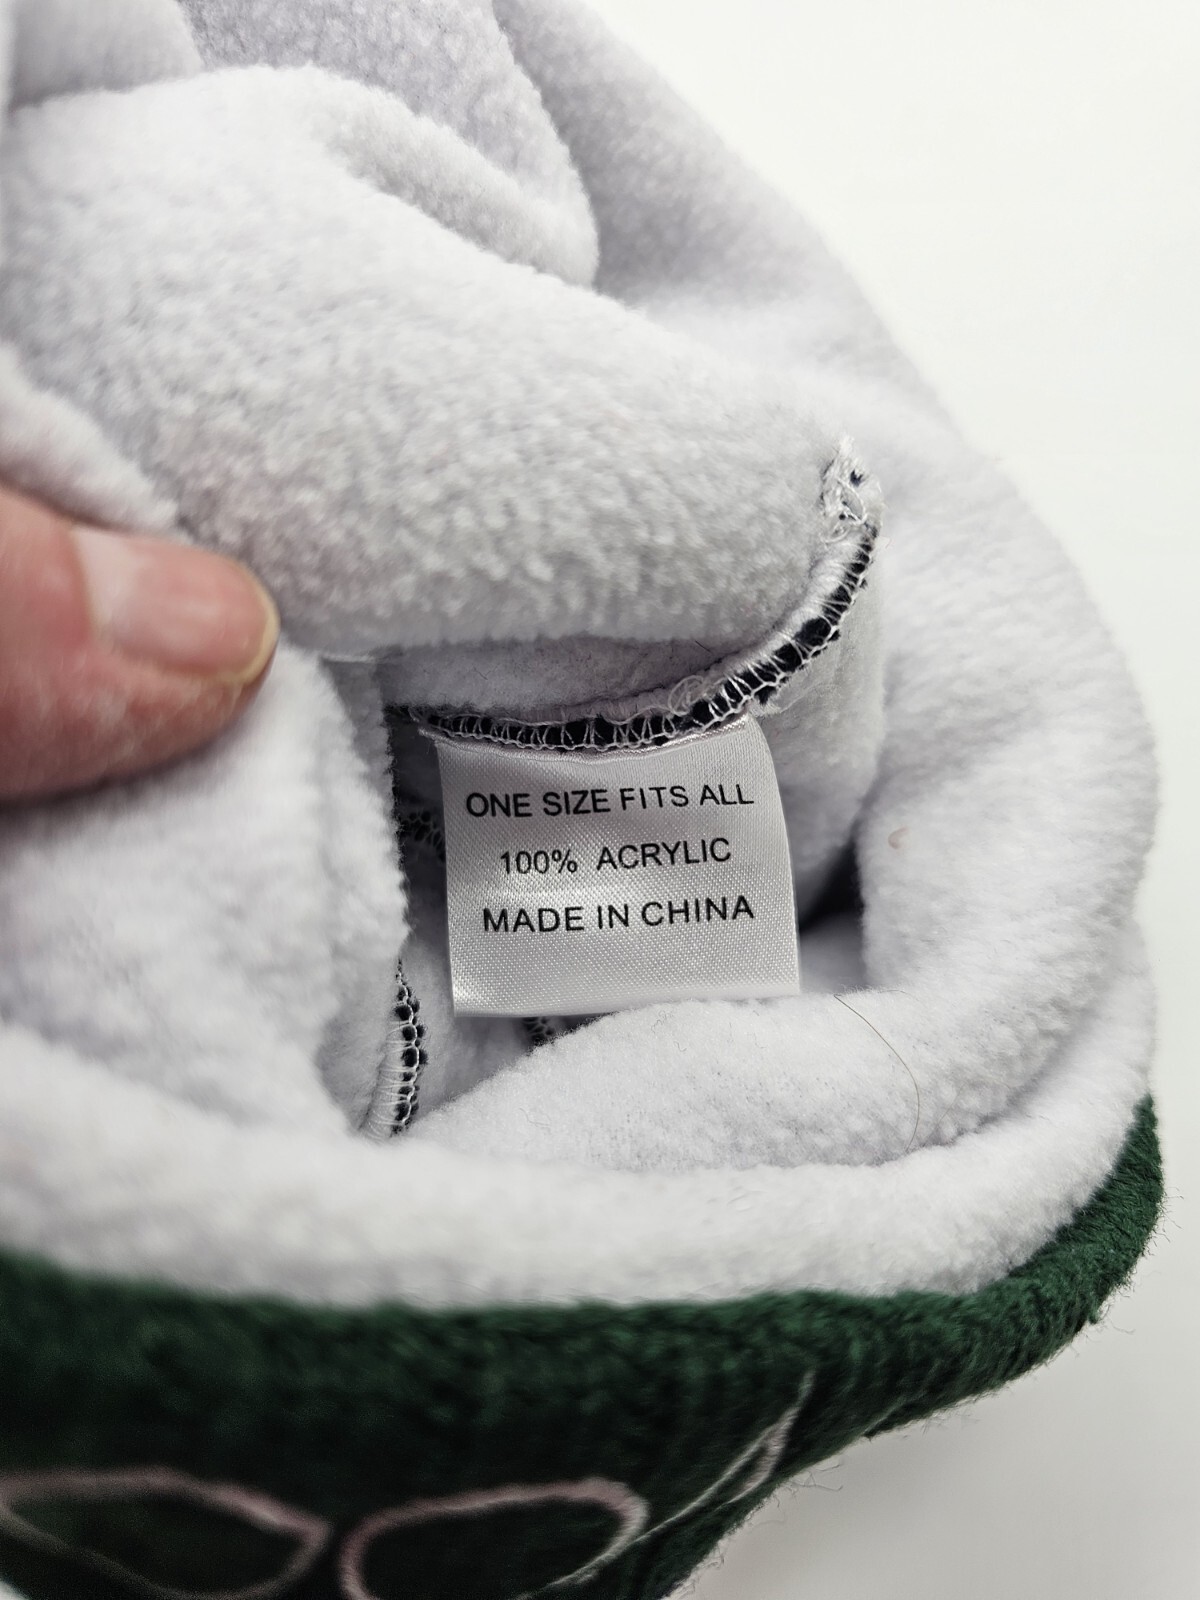 ONE SIZE FITS ALL
100% ACRYLIC
MADE IN CHINA